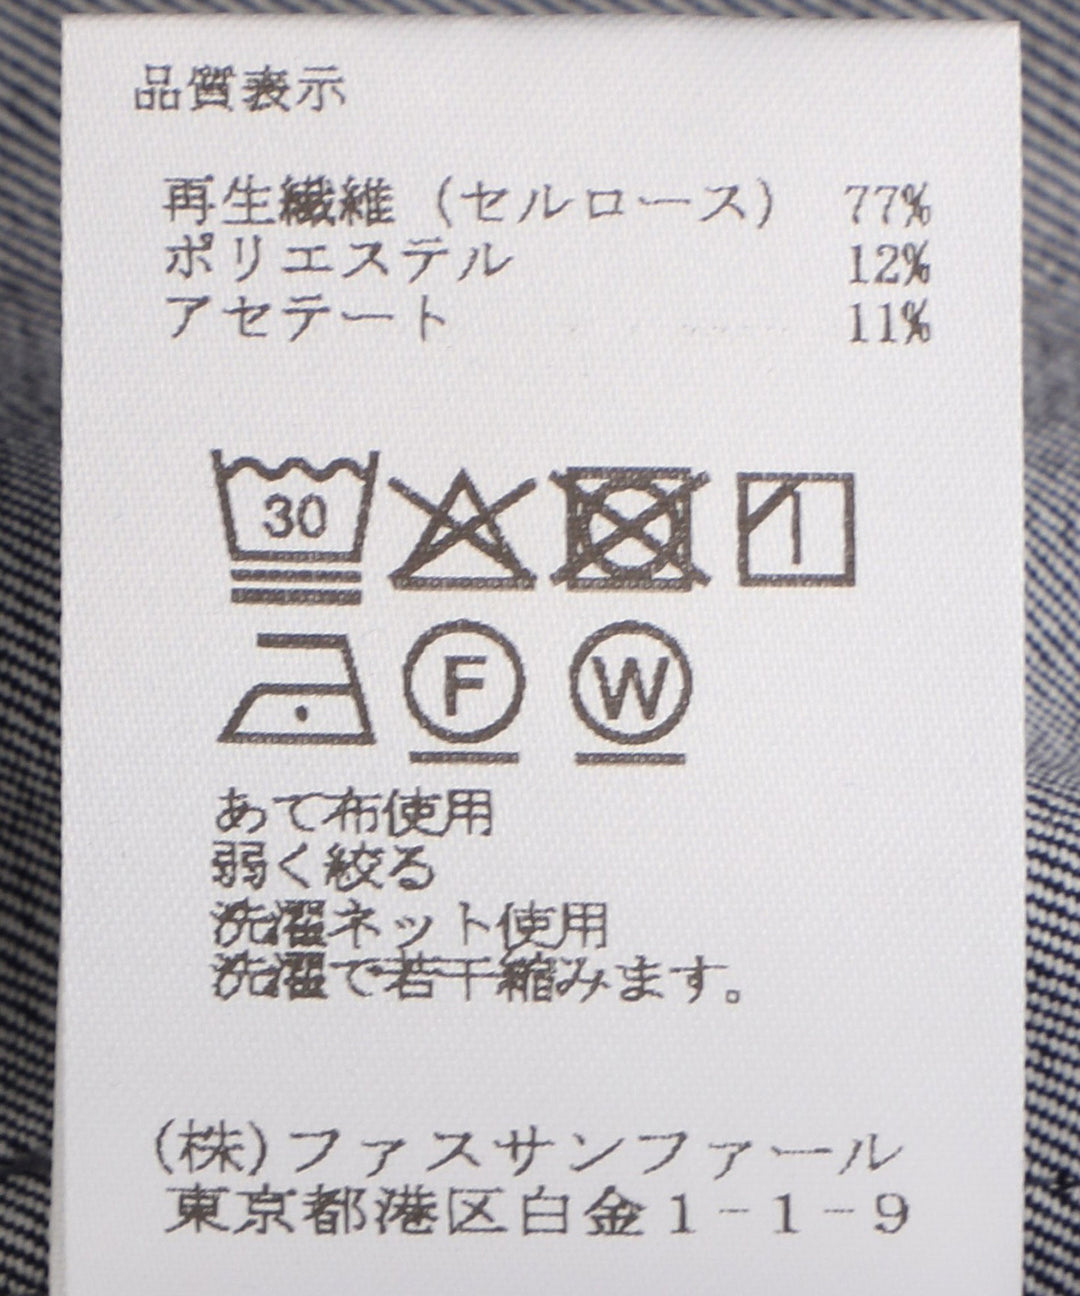 品質表示
再生繊維（セルロース） 77%
ポリエステル 12%
アセテート 11%
30
F W
あて布使用
弱く絞る
洗濯ネット使用
洗濯で若干縮みます。
(株)ファスサンファール
東京都港区白金1-1-9